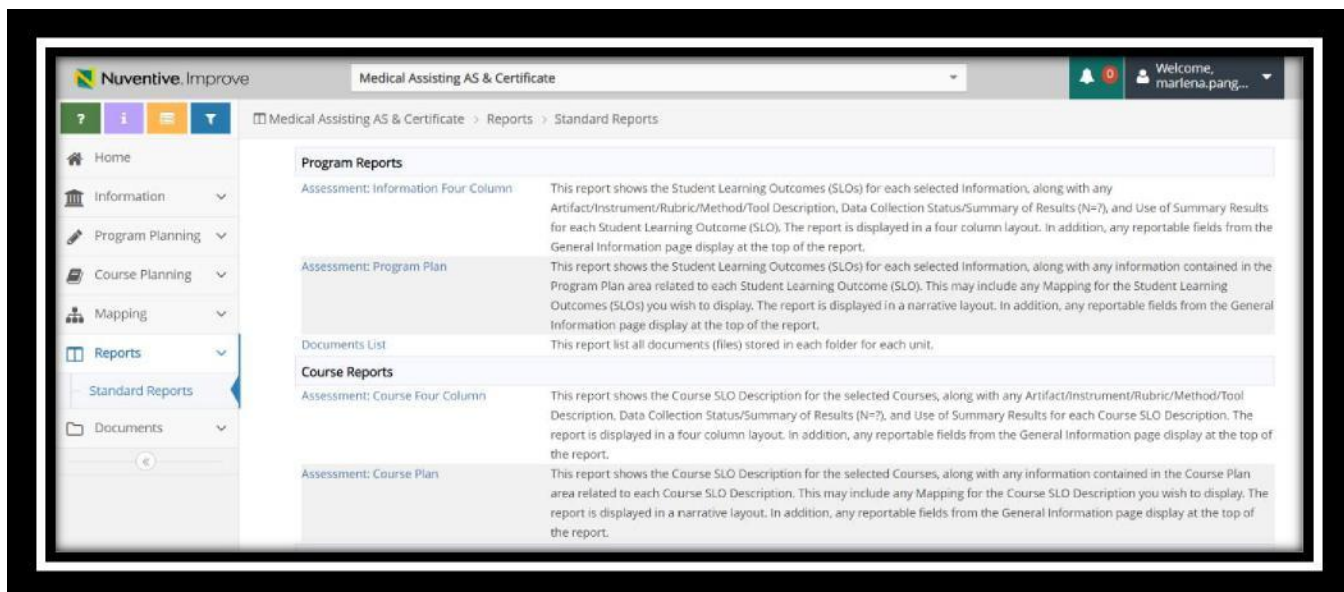 Nuventive. Improve
Medical Assisting AS & Certificate
0
Welcome,
marlena.pang...
?
i
Medical Assisting AS & Certificate > Reports > Standard Reports
Home
Information
Program Planning
Course Planning
Mapping
Reports
Standard Reports
Documents
Program Reports
Assessment: Information Four Column
This report shows the Student Learning Outcomes (SLOs) for each selected Information, along with any
Artifact/Instrument/Rubric/Method/Tool Description, Data Collection Status/Summary of Results (N=?), and Use of Summary Results
for each Student Learning Outcome (SLO). The report is displayed in a four column layout. In addition, any reportable fields from the
General Information page display at the top of the report.
Assessment: Program Plan
This report shows the Student Learning Outcomes (SLOs) for each selected Information, along with any information contained in the
Program Plan area related to each Student Learning Outcome (SLO). This may include any Mapping for the Student Learning
Outcomes (SLOs) you wish to display. The report is displayed in a narrative layout. In addition, any reportable fields from the General
Information page display at the top of the report.
Documents List
This report list all documents (files) stored in each folder for each unit.
Course Reports
Assessment: Course Four Column
This report shows the Course SLO Description for the selected Courses, along with any Artifact/Instrument/Rubric/Method/Tool
Description, Data Collection Status/Summary of Results (N=?), and Use of Summary Results for each Course SLO Description. The
report is displayed in a four column layout. In addition, any reportable fields from the General Information page display at the top of
the report.
Assessment: Course Plan
This report shows the Course SLO Description for the selected Courses, along with any information contained in the Course Plan
area related to each Course SLO Description. This may include any Mapping for the Course SLO Description you wish to display. The
report is displayed in a narrative layout. In addition, any reportable fields from the General Information page display at the top of
the report.